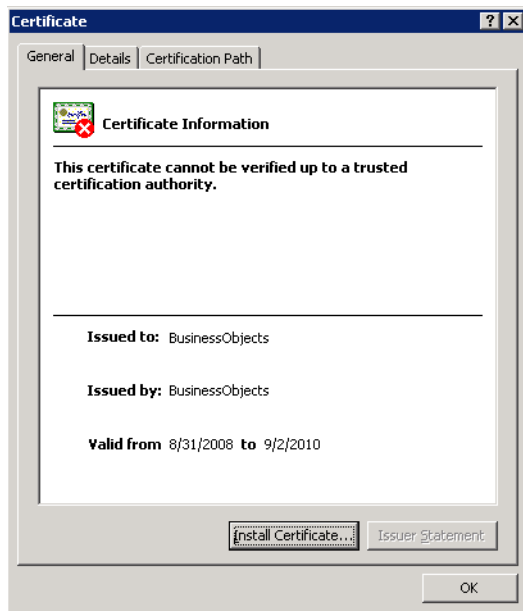 Certificate
General Details Certification Path
Certificate Information
This certificate cannot be verified up to a trusted
certification authority.
Issued to: BusinessObjects
Issued by: BusinessObjects
Valid from 8/31/2008 to 9/2/2010
Install Certificate... Issuer Statement
OK